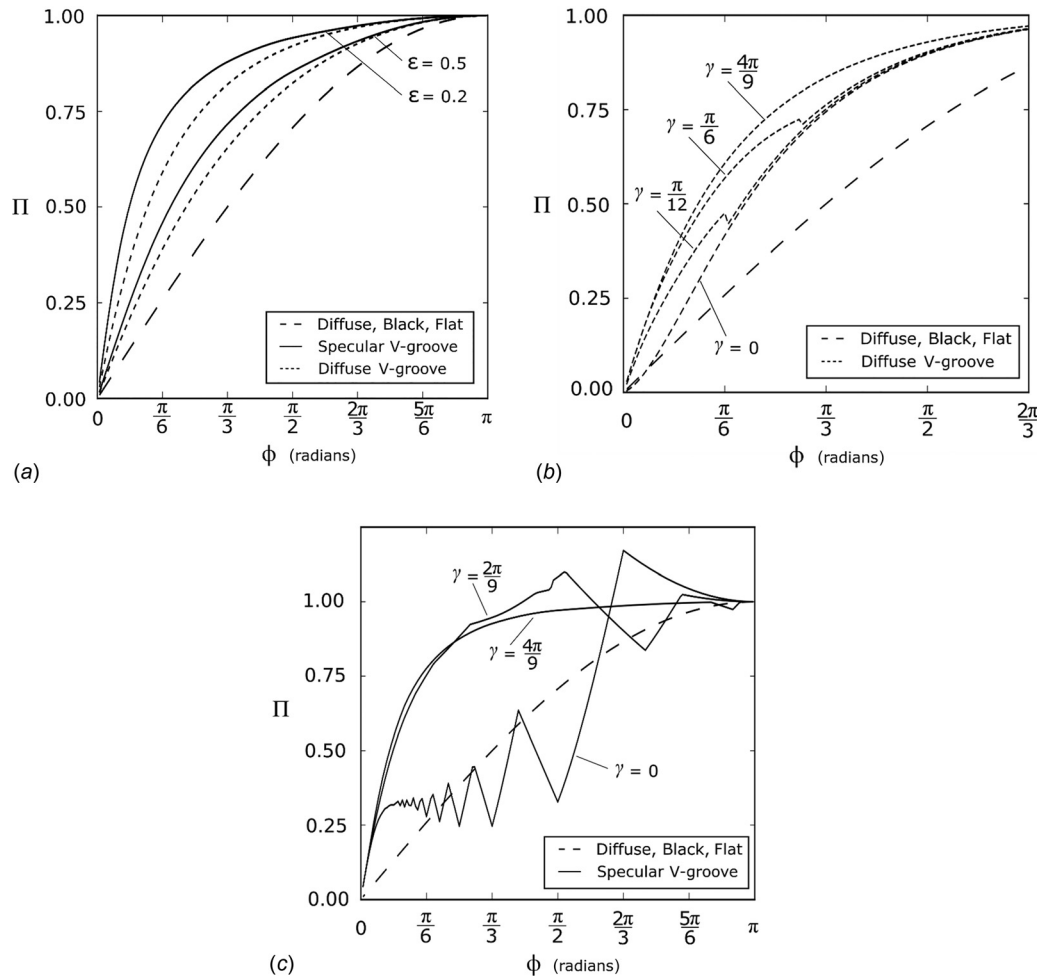 1.00
0.75
Π 0.50
0.25
0.00
ε = 0.5
ε = 0.2
Diffuse, Black, Flat
Specular V-groove
Diffuse V-groove
0 π/6 π/3 π/2 2π/3 5π/6 π
ϕ (radians)
(a)
1.00
0.75
Π 0.50
0.25
0.00
γ = 4π/9
γ = π/6
γ = π/12
γ = 0
Diffuse, Black, Flat
Diffuse V-groove
0 π/6 π/3 π/2 2π/3
ϕ (radians)
(b)
1.00
0.75
Π
0.50
0.25
0.00
γ = 2π/9
γ = 4π/9
γ = 0
Diffuse, Black, Flat
Specular V-groove
0 π/6 π/3 π/2 2π/3 5π/6 π
ϕ (radians)
(c)